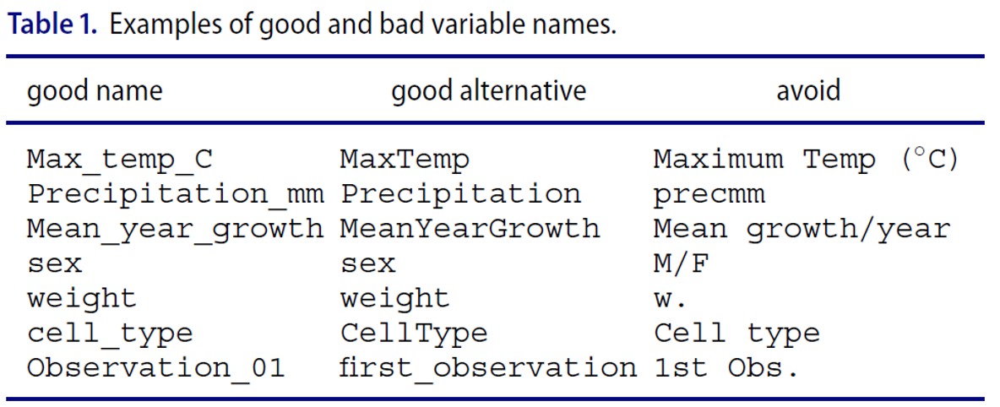 Table 1. Examples of good and bad variable names.
good name good alternative avoid
Max_temp_C MaxTemp Maximum Temp (°C)
Precipitation_mm Precipitation precmm
Mean_year_growth MeanYearGrowth Mean growth/year
sex sex M/F
weight weight w.
cell_type CellType Cell type
Observation_01 first_observation 1st Obs.